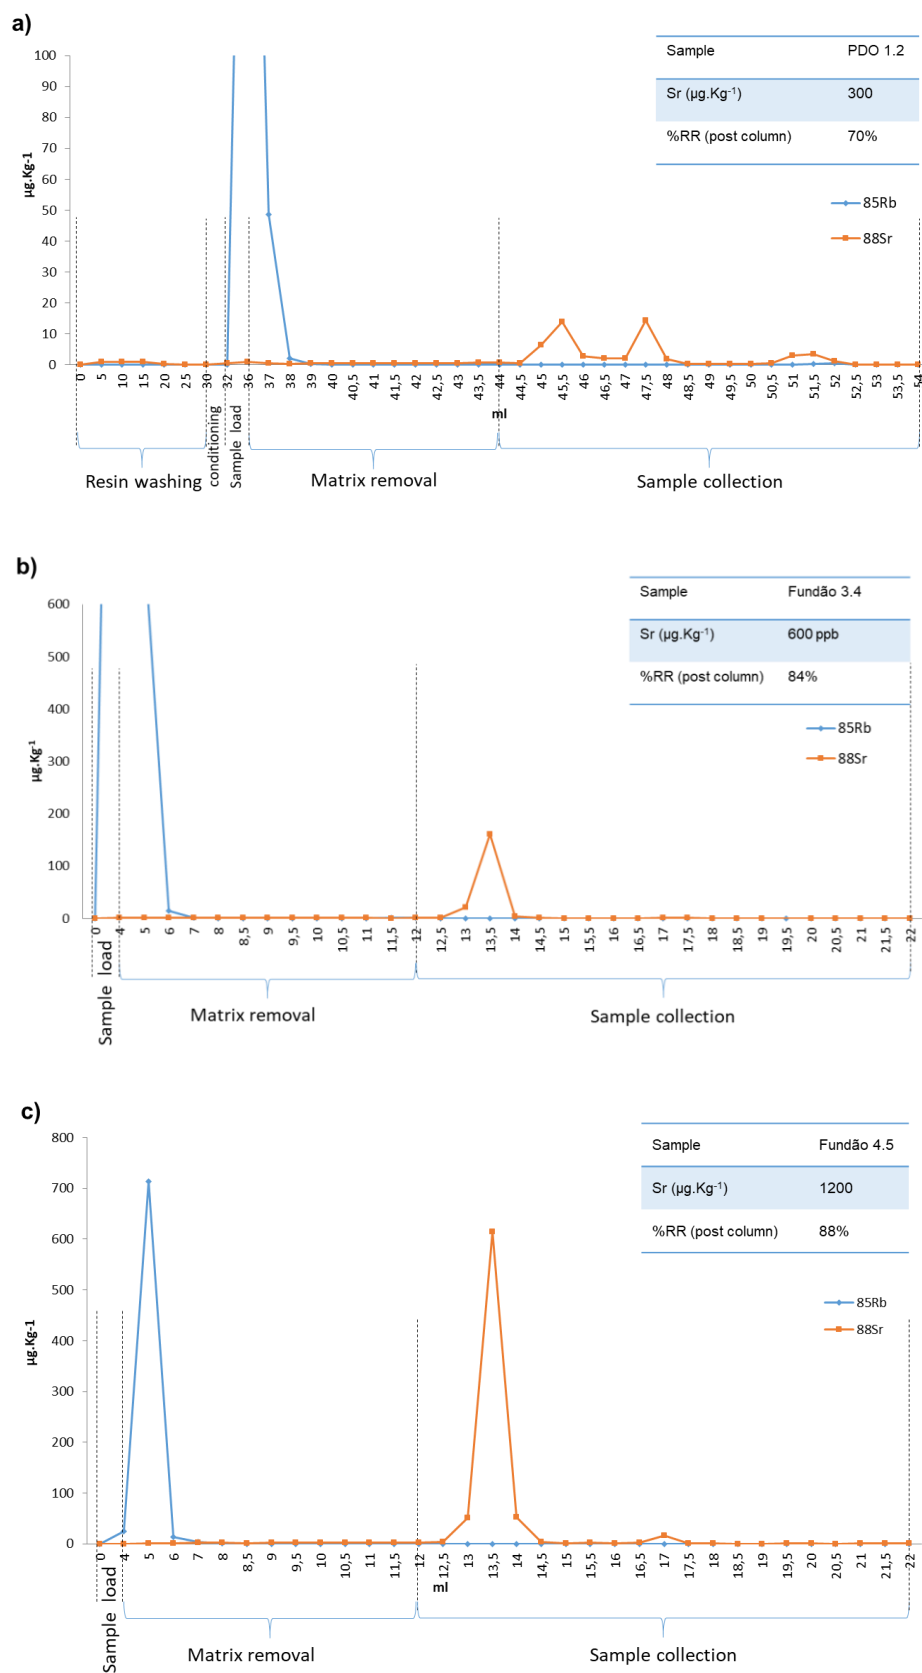 a)
Sample PDO 1.2
Sr (µg.Kg-1) 300
%RR (post column) 70%
85Rb
88Sr
µg.Kg-1
100
90
80
70
60
50
40
30
20
10
0
0 5 10 15 20 25 30 32 36 37 38 39 40 40,5 41 41,5 42 42,5 43 43,5 44 44,5 45 45,5 46 46,5 47 47,5 48 48,5 49 49,5 50 50,5 51 51,5 52 52,5 53 53,5 54
ml
Resin washing conditioning Sample load Matrix removal Sample collection
b)
Sample Fundão 3.4
Sr (µg.Kg-1) 600 ppb
%RR (post column) 84%
85Rb
88Sr
µg.Kg-1
600
500
400
300
200
100
0
0 4 5 6 7 8 8,5 9 9,5 10 10,5 11 11,5 12 12,5 13 13,5 14 14,5 15 15,5 16 16,5 17 17,5 18 18,5 19 19,5 20 20,5 21 21,5 22
Sample load Matrix removal Sample collection
c)
Sample Fundão 4.5
Sr (µg.Kg-1) 1200
%RR (post column) 88%
85Rb
88Sr
µg.Kg-1
800
700
600
500
400
300
200
100
0
0 4 5 6 7 8 8,5 9 9,5 10 10,5 11 11,5 12 12,5 13 13,5 14 14,5 15 15,5 16 16,5 17 17,5 18 18,5 19 19,5 20 20,5 21 21,5 22
ml
Sample load Matrix removal Sample collection